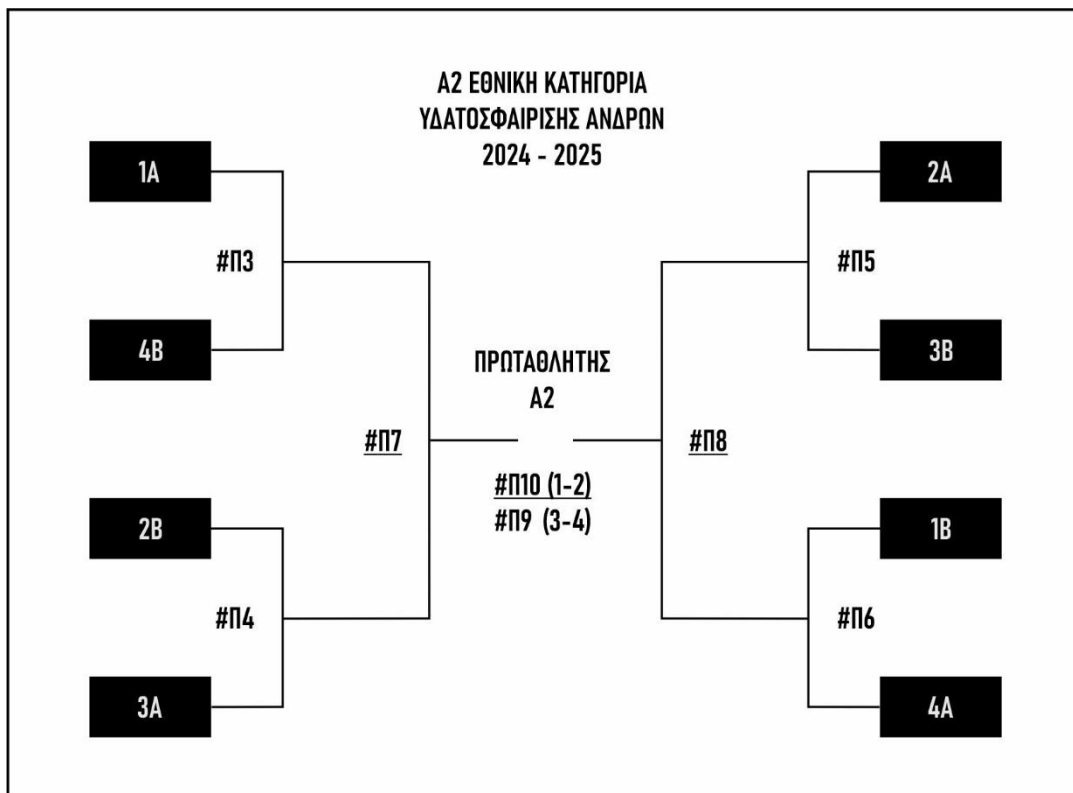 Α2 ΕΘΝΙΚΗ ΚΑΤΗΓΟΡΙΑ
ΥΔΑΤΟΣΦΑΙΡΙΣΗΣ ΑΝΔΡΩΝ
2024 - 2025
1Α
2Α
#Π3
#Π5
4Β
3Β
ΠΡΩΤΑΘΛΗΤΗΣ
Α2
#Π7
#Π8
#Π10 (1-2)
#Π9 (3-4)
2Β
1Β
#Π4
#Π6
3Α
4Α